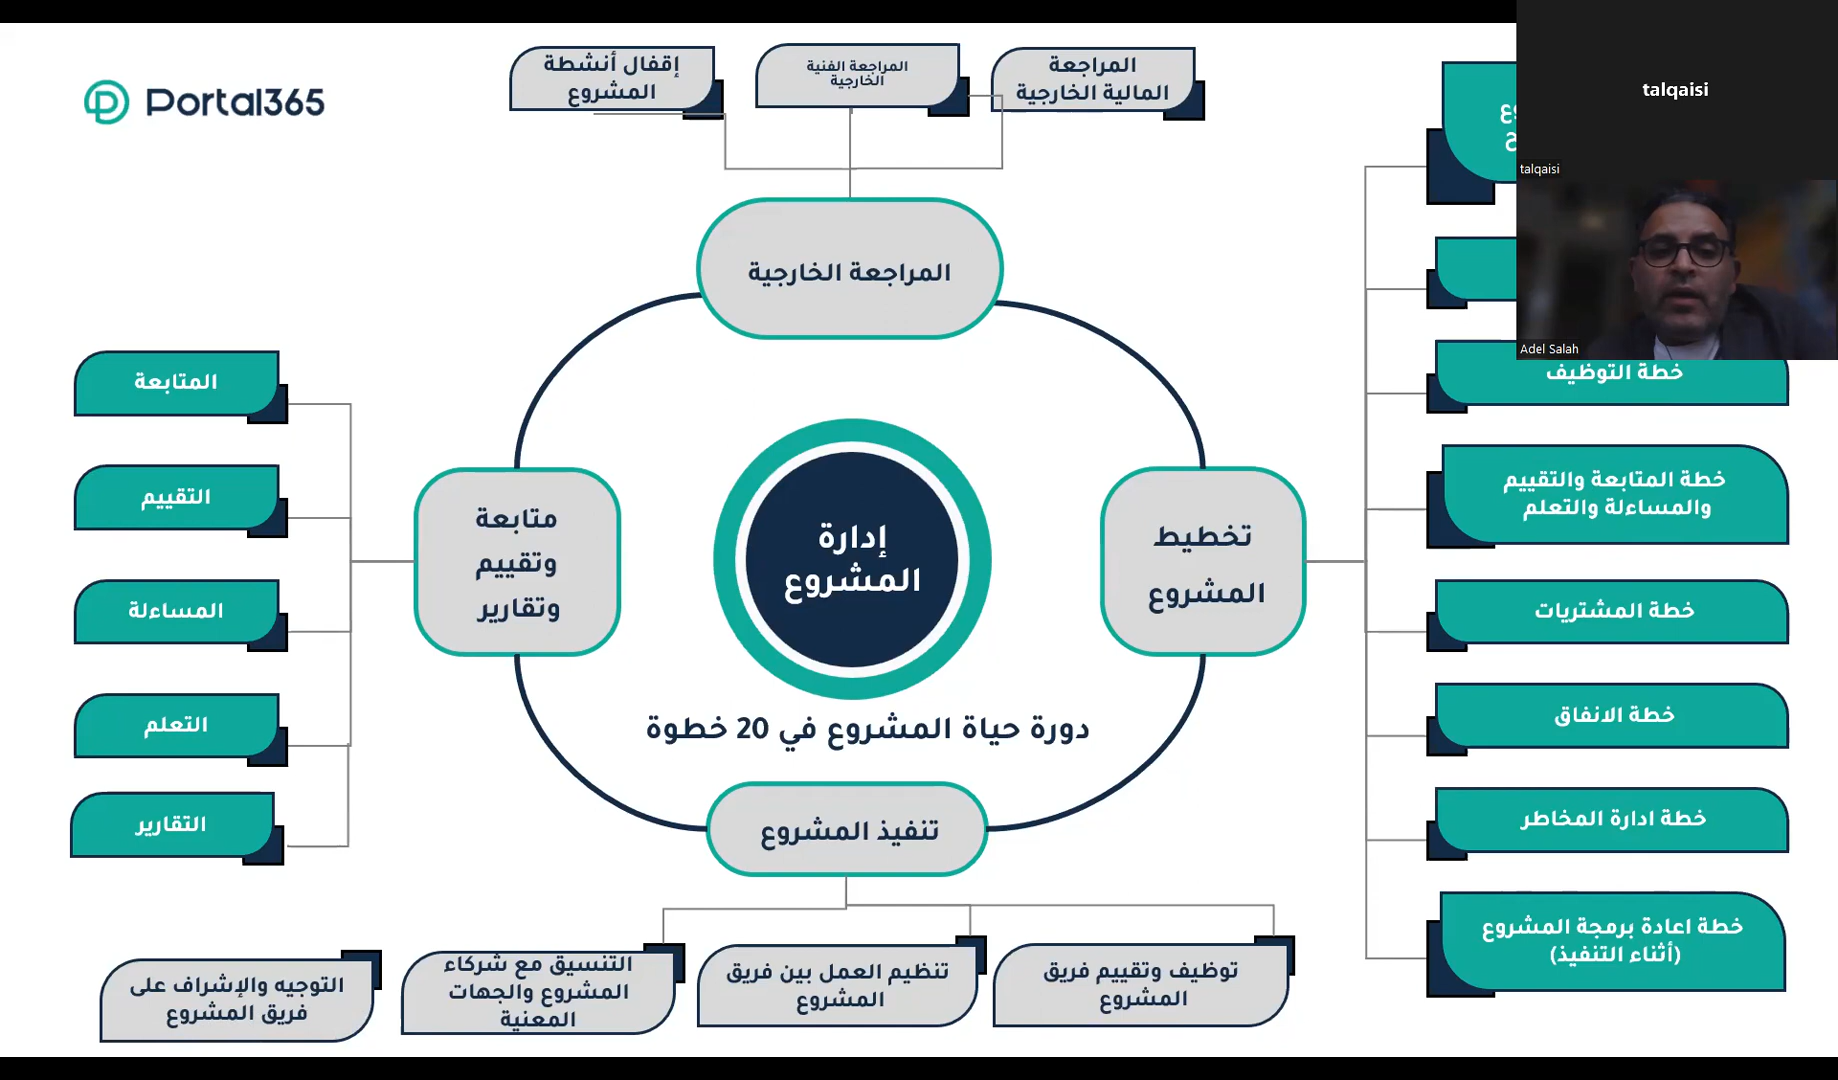 Portal365
إقفال أنشطة
المشروع
المراجعة الفنية
الخارجية
المراجعة
المالية الخارجية
talqaisi
talqaisi
Adel Salah
المراجعة الخارجية
خطة التوظيف
خطة المتابعة والتقييم
والمساءلة والتعلم
خطة المشتريات
خطة الانفاق
خطة ادارة المخاطر
خطة اعادة برمجة المشروع
(أثناء التنفيذ)
تخطيط
المشروع
إدارة
المشروع
دورة حياة المشروع في 20 خطوة
متابعة
وتقييم
وتقارير
المتابعة
التقييم
المساءلة
التعلم
التقارير
تنفيذ المشروع
توظيف وتقييم فريق
المشروع
تنظيم العمل بين فريق
المشروع
التنسيق مع شركاء
المشروع والجهات
المعنية
التوجيه والإشراف على
فريق المشروع